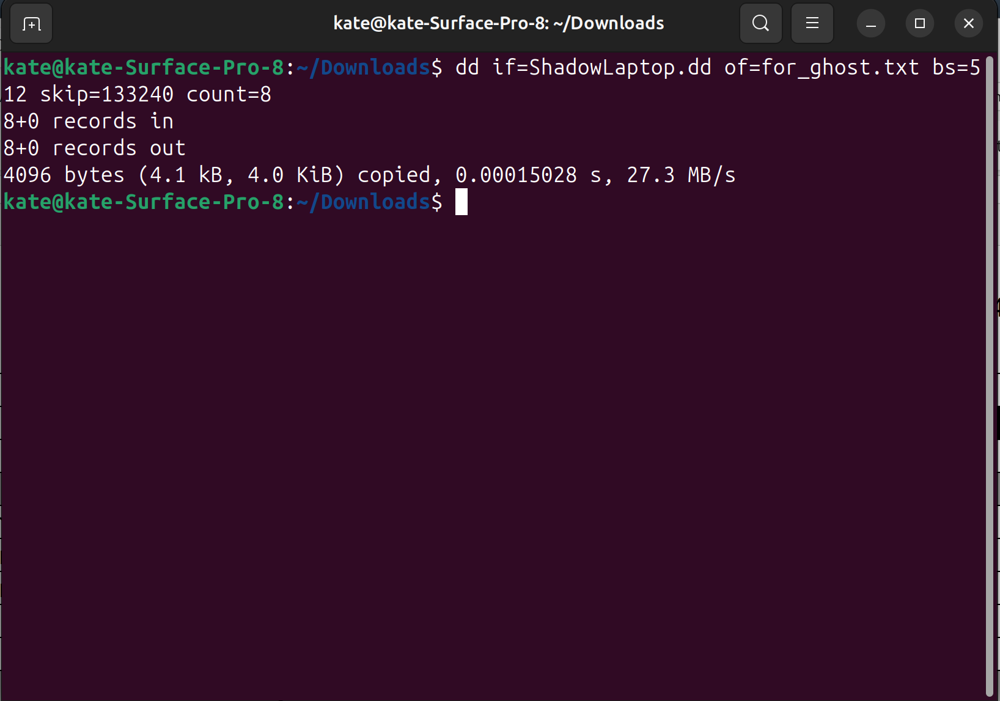 kate@kate-Surface-Pro-8: ~/Downloads
kate@kate-Surface-Pro-8:~/Downloads$ dd if=ShadowLaptop.dd of=for_ghost.txt bs=5
12 skip=133240 count=8
8+0 records in
8+0 records out
4096 bytes (4.1 kB, 4.0 KiB) copied, 0.00015028 s, 27.3 MB/s
kate@kate-Surface-Pro-8:~/Downloads$